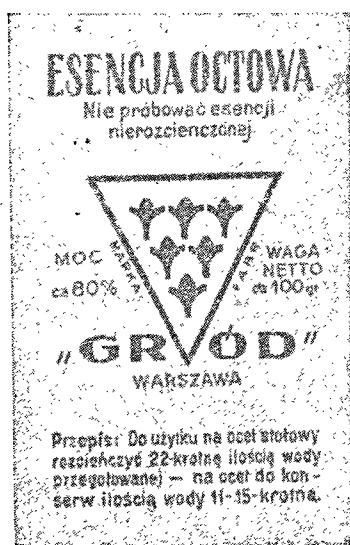 ESENCJA OCTOWA
Nie próbować esencji
nierozcienczonej
MARKA FABR
MOC
ca 80%
WAGA
NETTO
ca 100 gr
„GRÓD”
WARSZAWA
Przepis: Do użytku na ocet stołowy
rozcieńczyć 22-krotną ilością wody
przegotowanej — na ocet do kon-
serw ilością wody 11-15-krotną.